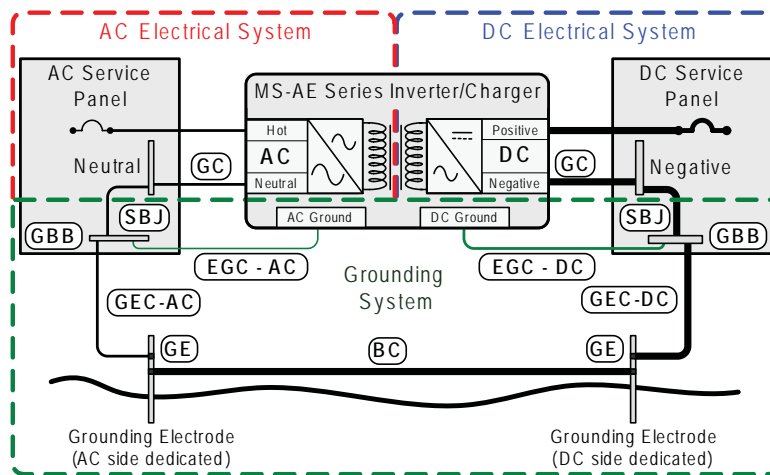 AC Electrical System
DC Electrical System
AC Service
Panel
MS-AE Series Inverter/Charger
DC Service
Panel
Hot
AC
Neutral
Positive
DC
Negative
Neutral
GC
GC
Negative
SBJ
SBJ
GBB
GBB
AC Ground
DC Ground
EGC - AC
EGC - DC
Grounding
System
GEC-AC
GEC-DC
GE
BC
GE
Grounding Electrode
(AC side dedicated)
Grounding Electrode
(DC side dedicated)